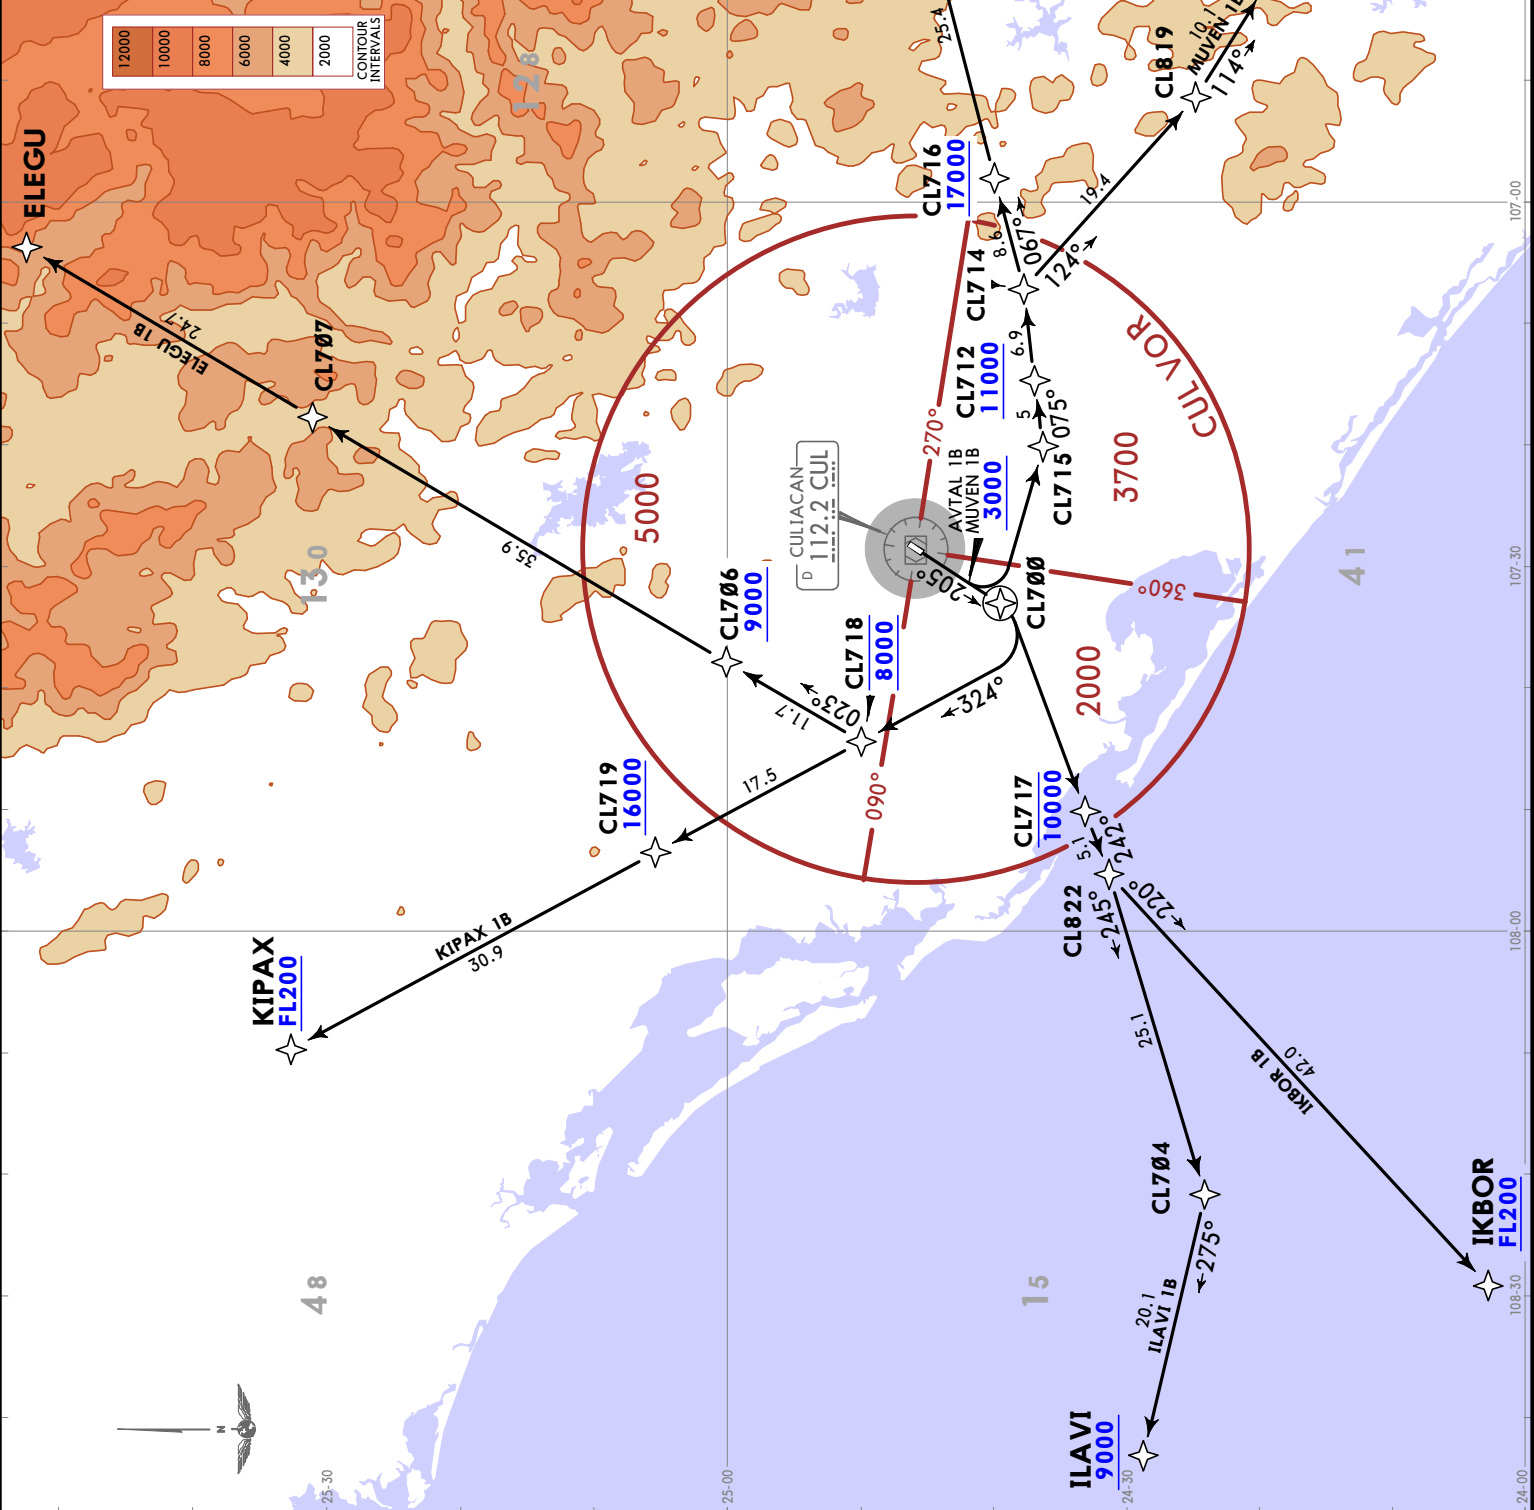 12000
10000
8000
6000
4000
2000
CONTOUR
INTERVALS
ELEGU
24.7
ELEGU 1B
CL7Ø7
35.9
128
130
48
15
41
25.4
CL716
17000
8.6
067°
CL714
CL819
10.1
MUVEN 1B
114°
19.4
124°
107-00
6.9
CL712
11000
5
075°
CL715
270°
CUL VOR
5000
3700
2000
D
CULIACAN
112.2 CUL
AVTAL 1B
MUVEN 1B
3000
205°
CL7ØØ
360°
107-30
CL7Ø6
9000
11.7
023°
CL718
8000
324°
090°
CL719
16000
17.5
KIPAX 1B
30.9
KIPAX
FL200
CL717
10000
5.1
242°
CL822
245°
220°
108-00
25.1
42.0
IKBOR 1B
CL7Ø4
275°
20.1
ILAVI 1B
ILAVI
9000
IKBOR
FL200
108-30
N
25-30
25-00
24-30
24-00